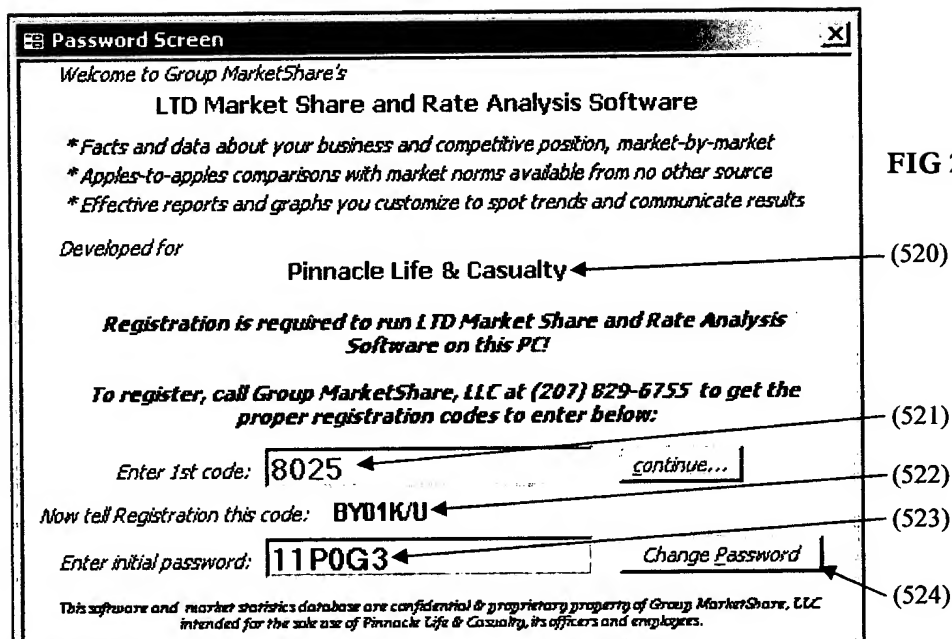 Password Screen
Welcome to Group MarketShare's
LTD Market Share and Rate Analysis Software
*Facts and data about your business and competitive position, market-by-market
*Apples-to-apples comparisons with market norms available from no other source
*Effective reports and graphs you customize to spot trends and communicate results
FIG 2
Developed for
Pinnacle Life & Casualty
(520)
Registration is required to run LTD Market Share and Rate Analysis
Software on this PC!
To register, call Group MarketShare, LLC at (207) 829-6755 to get the
proper registration codes to enter below:
(521)
Enter 1st code: 8025 continue...
(522)
Now tell Registration this code: BY01K/U
(523)
Enter initial password: 11P0G3 Change Password
(524)
This software and market statistics database are confidential & proprietary property of Group MarketShare, LLC
intended for the sole use of Pinnacle Life & Casualty, its officers and employees.